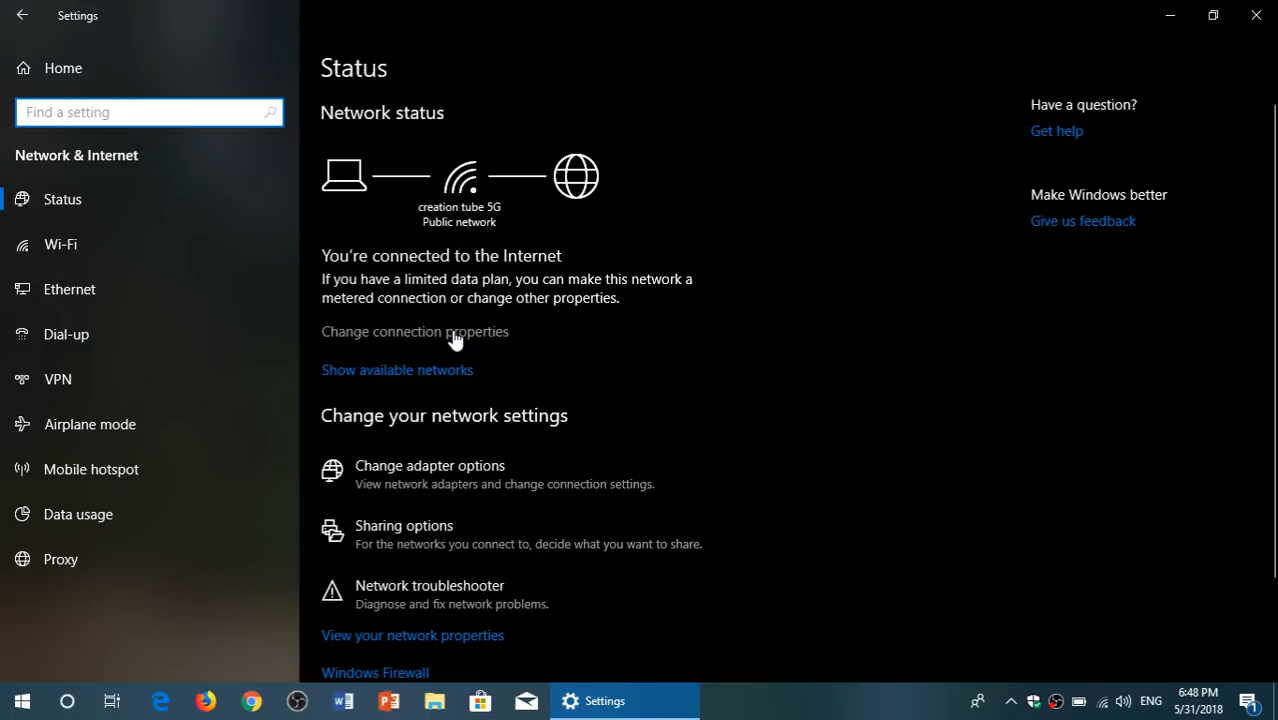 Settings
Home
Find a setting
Network & Internet
Status
Wi-Fi
Ethernet
Dial-up
VPN
Airplane mode
Mobile hotspot
Data usage
Proxy
Status
Network status
creation tube 5G
Public network
You're connected to the Internet
If you have a limited data plan, you can make this network a
metered connection or change other properties.
Change connection properties
Show available networks
Change your network settings
Change adapter options
View network adapters and change connection settings.
Sharing options
For the networks you connect to, decide what you want to share.
Network troubleshooter
Diagnose and fix network problems.
View your network properties
Windows Firewall
Have a question?
Get help
Make Windows better
Give us feedback
Settings
ENG
6:48 PM
5/31/2018
1